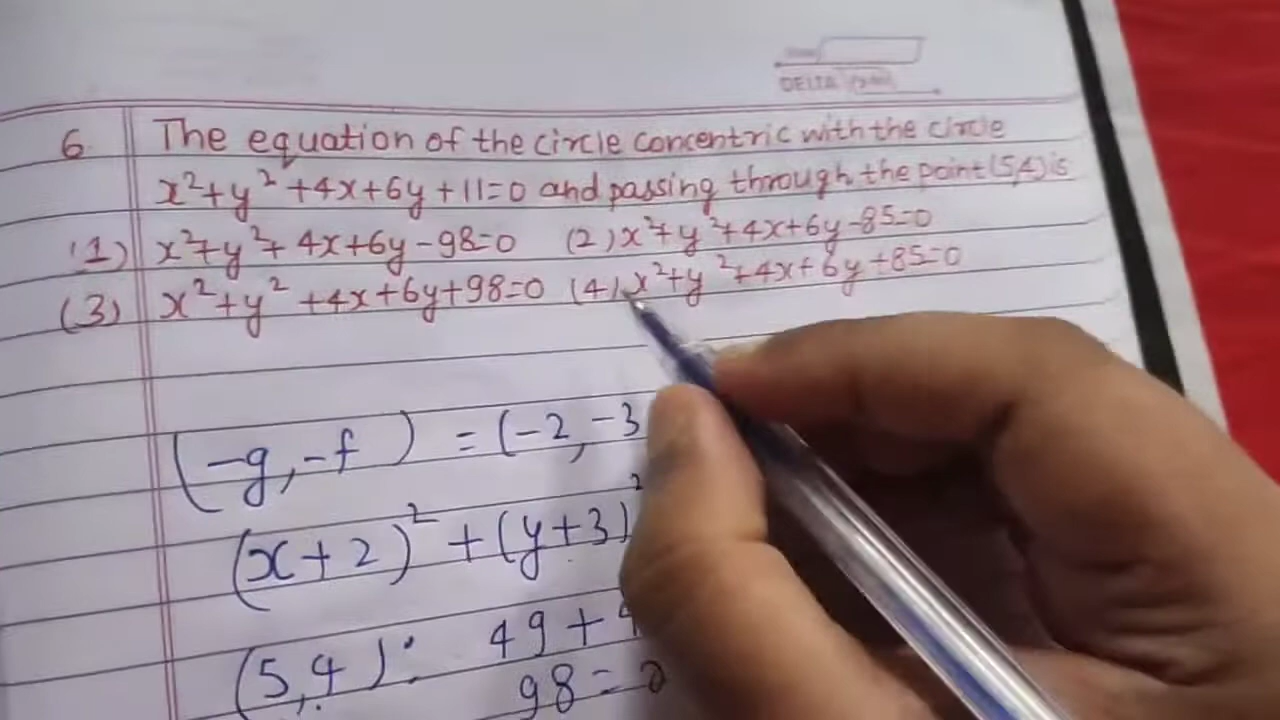 DELTA
6. The equation of the circle concentric with the circle
x²+y²+4x+6y+11=0 and passing through the point (5,4) is
(1) x²+y²+4x+6y-98=0 (2) x²+y²+4x+6y-85=0
(3) x²+y²+4x+6y+98=0 (4) x²+y²+4x+6y+85=0
(-g,-f) = (-2,-3
(x+2)²+(y+3)²
(5,4): 49+4
98=